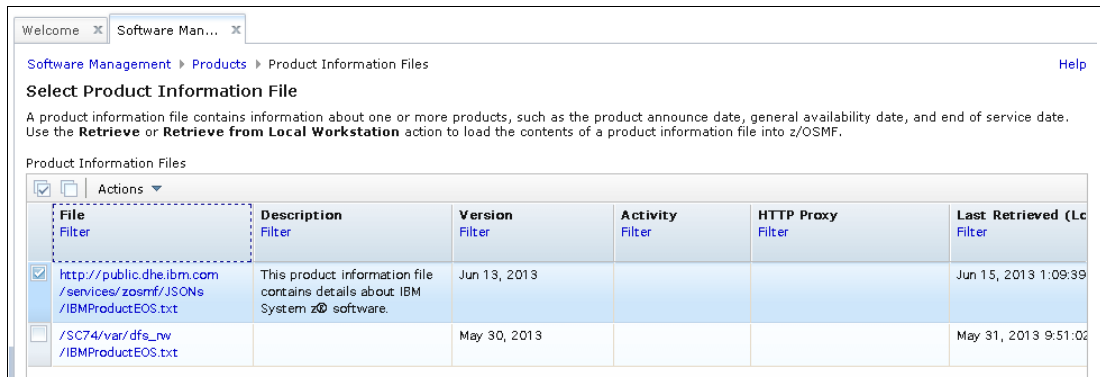 Welcome Software Man...
Software Management Products Product Information Files Help
Select Product Information File
A product information file contains information about one or more products, such as the product announce date, general availability date, and end of service date.
Use the Retrieve or Retrieve from Local Workstation action to load the contents of a product information file into z/OSMF.
Product Information Files
Actions
File Description Version Activity HTTP Proxy Last Retrieved (Lc
Filter Filter Filter Filter Filter Filter
http://public.dhe.ibm.com This product information file Jun 13, 2013 Jun 15, 2013 1:09:39
/services/zosmf/JSONs contains details about IBM
/IBMProductEOS.txt System z® software.
/SC74/var/dfs_rw May 30, 2013 May 31, 2013 9:51:02
/IBMProductEOS.txt